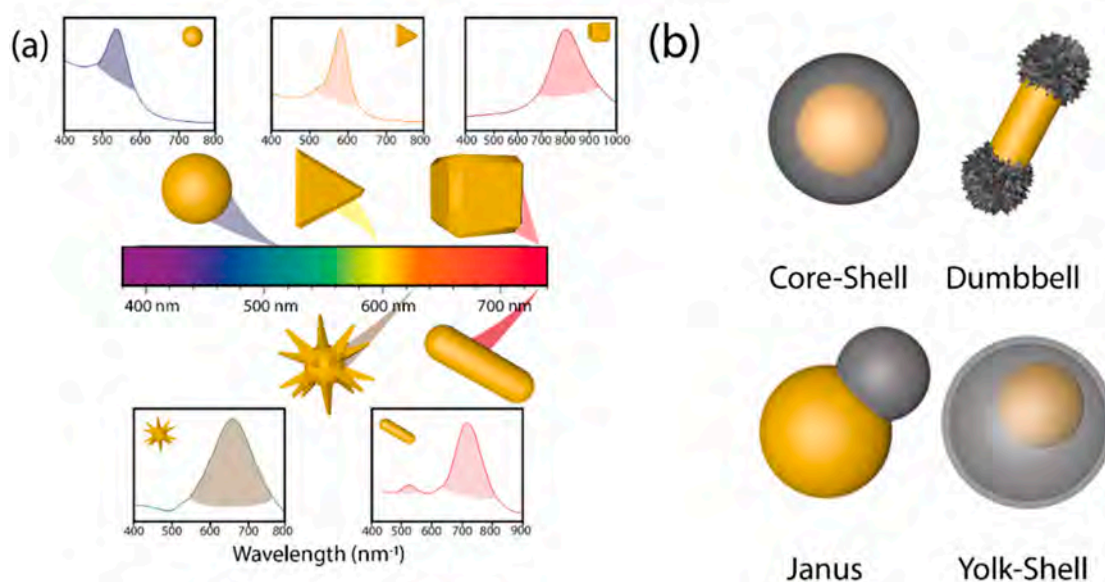 (a)
400 500 600 700 800
400 500 600 700 800
400 500 600 700 800 900 1000
400 nm 500 nm 600 nm 700 nm
400 500 600 700 800
400 500 600 700 800 900
Wavelength (nm⁻¹)
(b)
Core-Shell Dumbbell
Janus Yolk-Shell